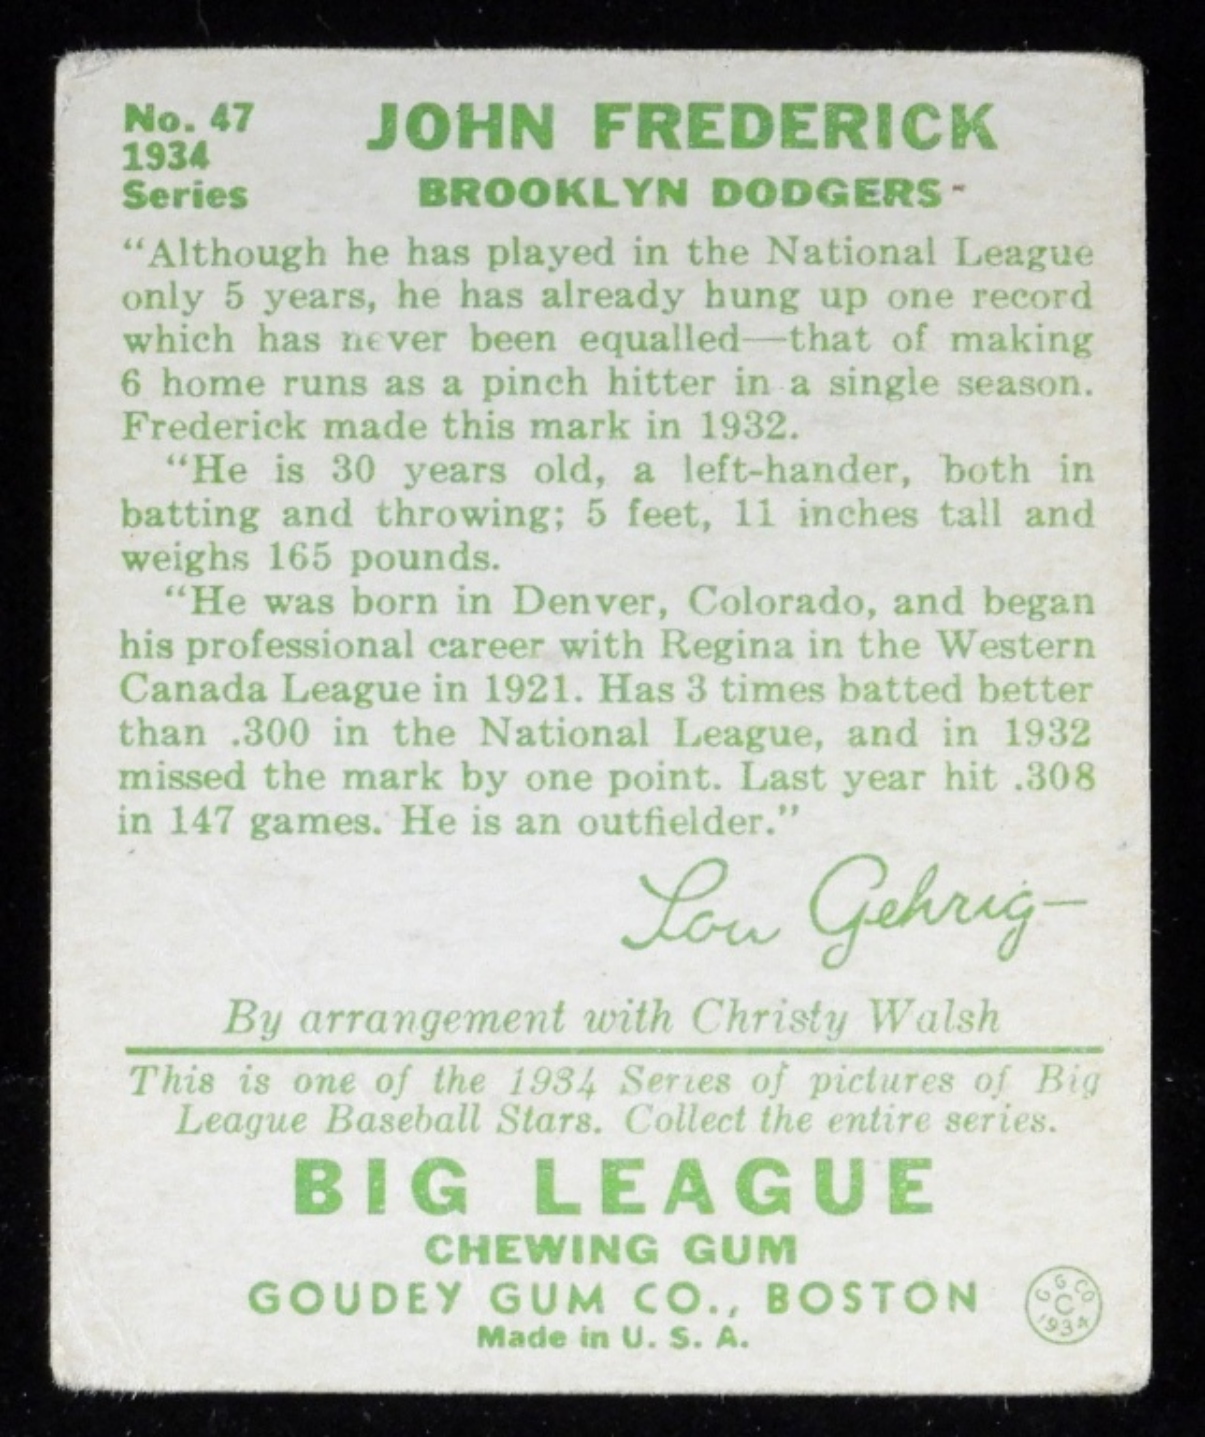 No. 47
1934
Series
JOHN FREDERICK
BROOKLYN DODGERS
"Although he has played in the National League
only 5 years, he has already hung up one record
which has never been equalled—that of making
6 home runs as a pinch hitter in a single season.
Frederick made this mark in 1932.
"He is 30 years old, a left-hander, both in
batting and throwing; 5 feet, 11 inches tall and
weighs 165 pounds.
"He was born in Denver, Colorado, and began
his professional career with Regina in the Western
Canada League in 1921. Has 3 times batted better
than .300 in the National League, and in 1932
missed the mark by one point. Last year hit .308
in 147 games. He is an outfielder."
Lou Gehrig—
By arrangement with Christy Walsh
This is one of the 1934 Series of pictures of Big
League Baseball Stars. Collect the entire series.
BIG LEAGUE
CHEWING GUM
GOUDEY GUM CO., BOSTON
Made in U. S. A.
G. G. CO.
C
1934